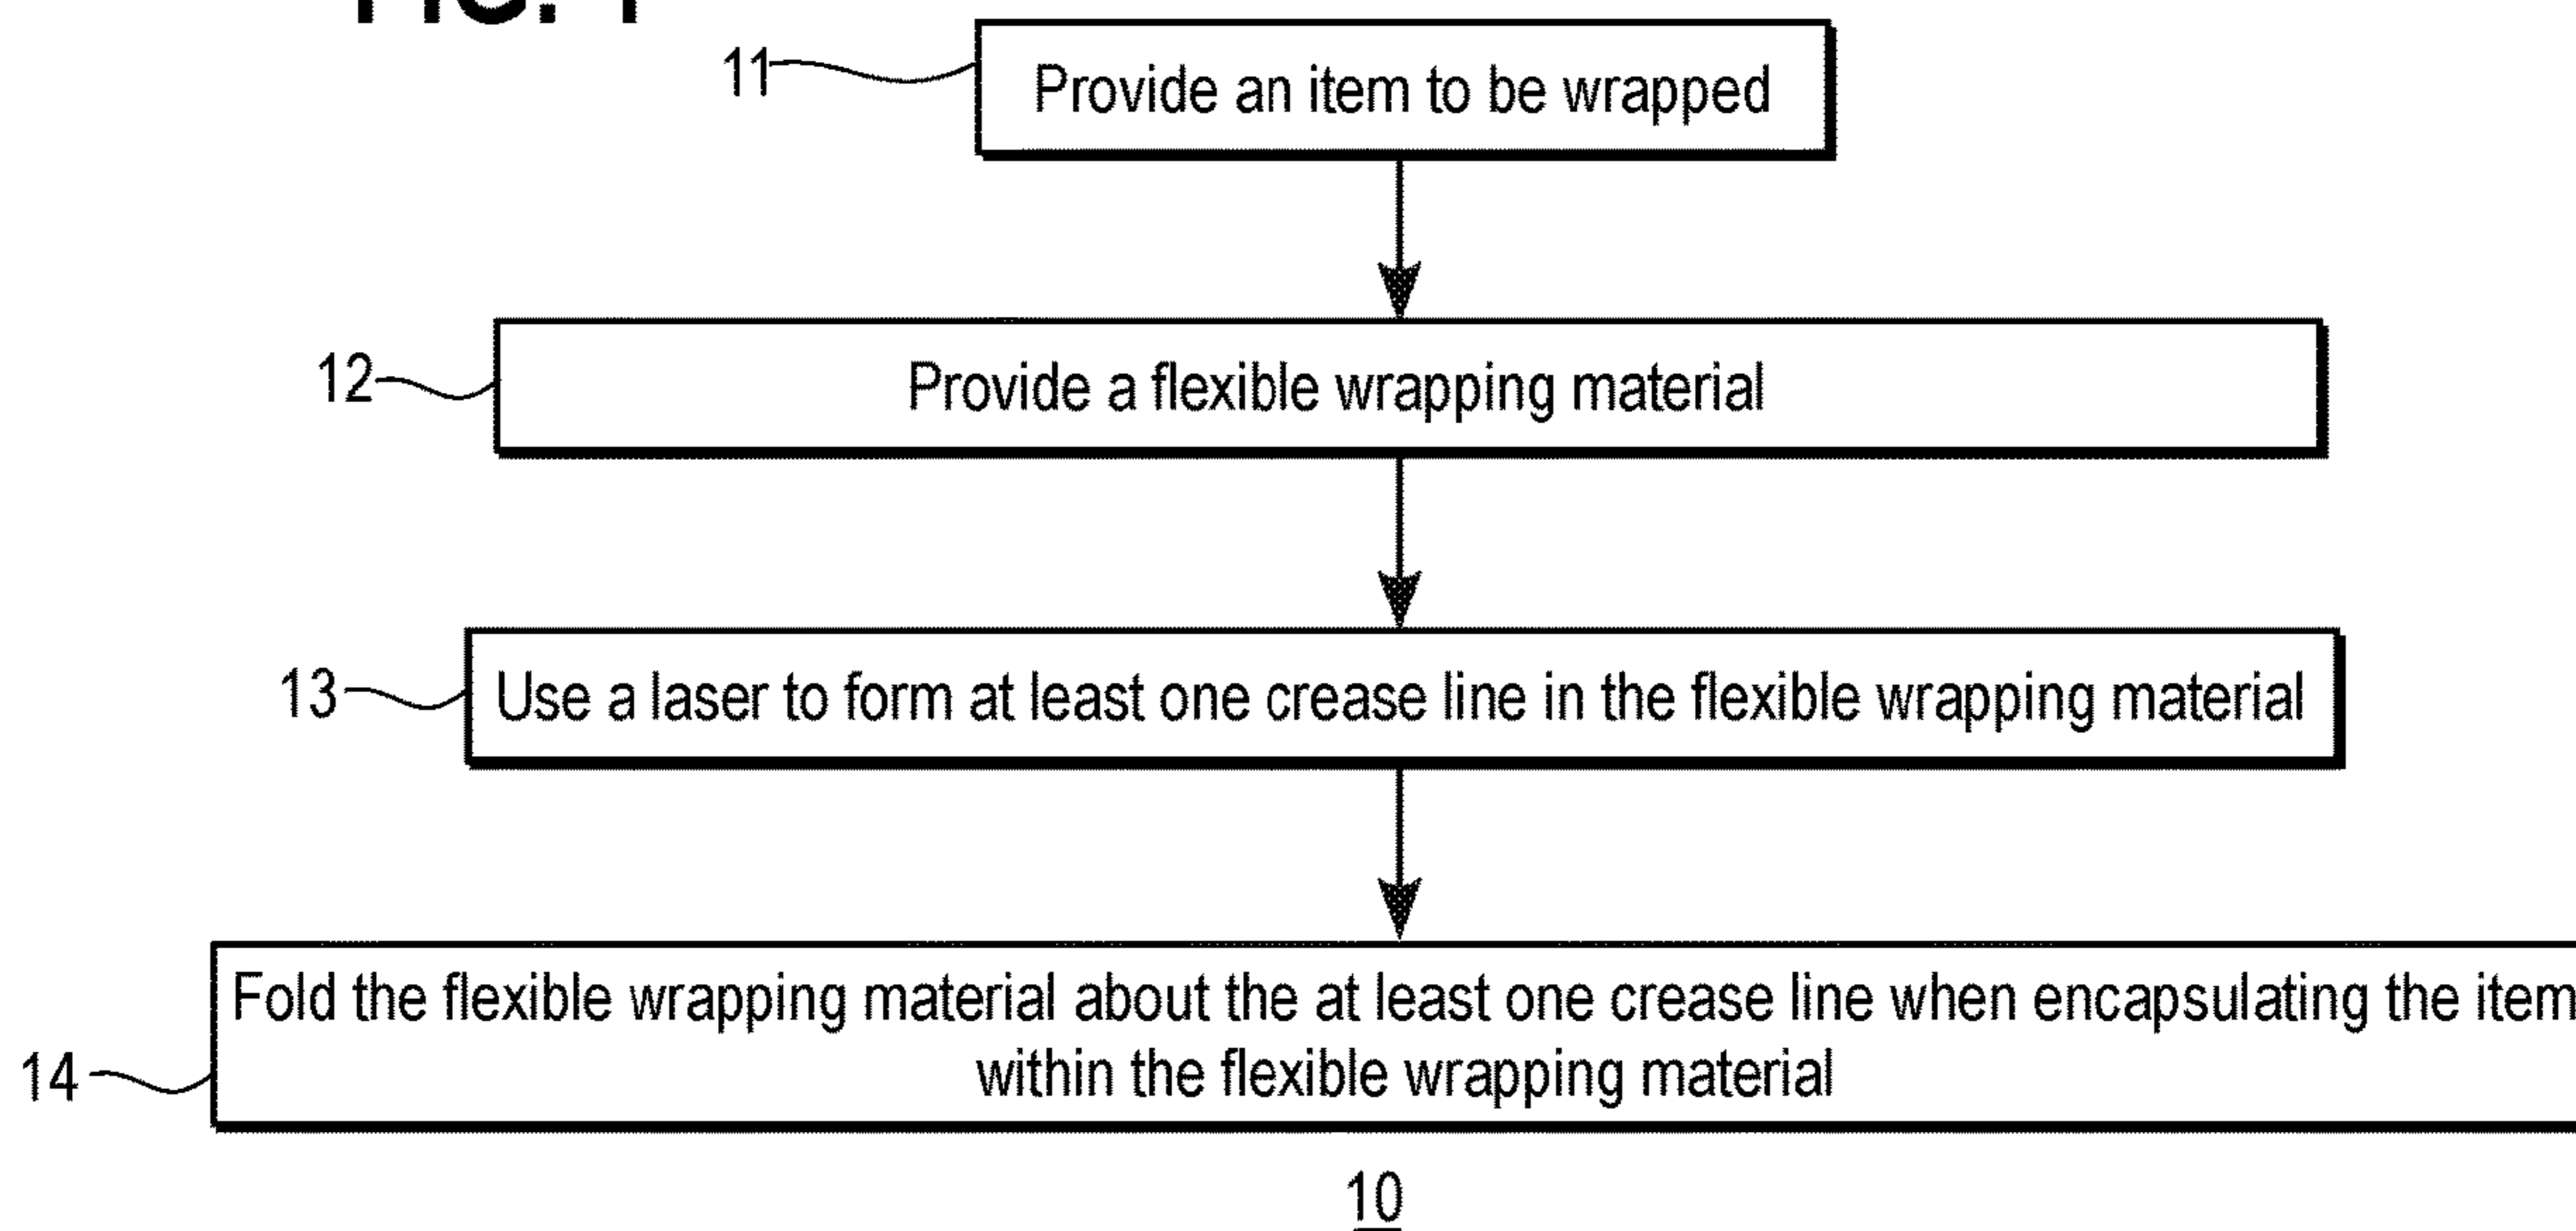 FIG. 1
11
Provide an item to be wrapped
12
Provide a flexible wrapping material
13
Use a laser to form at least one crease line in the flexible wrapping material
14
Fold the flexible wrapping material about the at least one crease line when encapsulating the item
within the flexible wrapping material
10